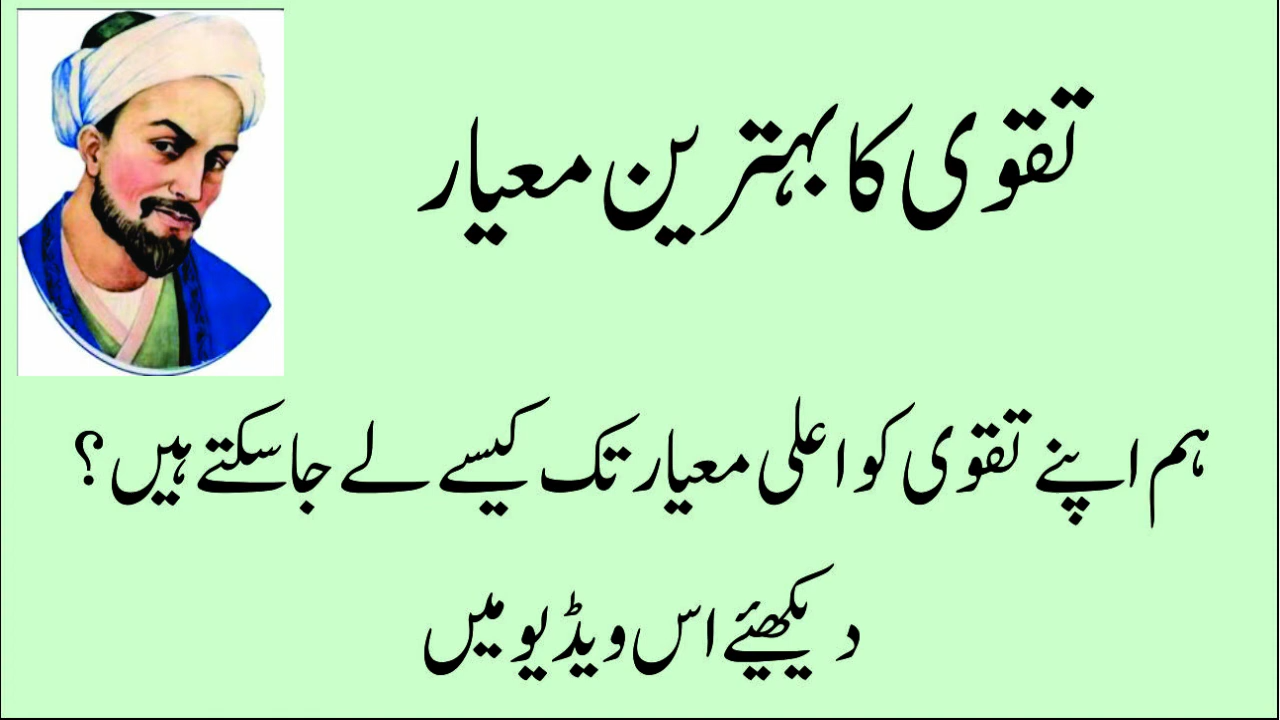 تقوی کا بہترین معیار
ہم اپنے تقوی کو اعلی معیار تک کیسے لے جاسکتے ہیں؟
دیکھیئے اس ویڈیو میں